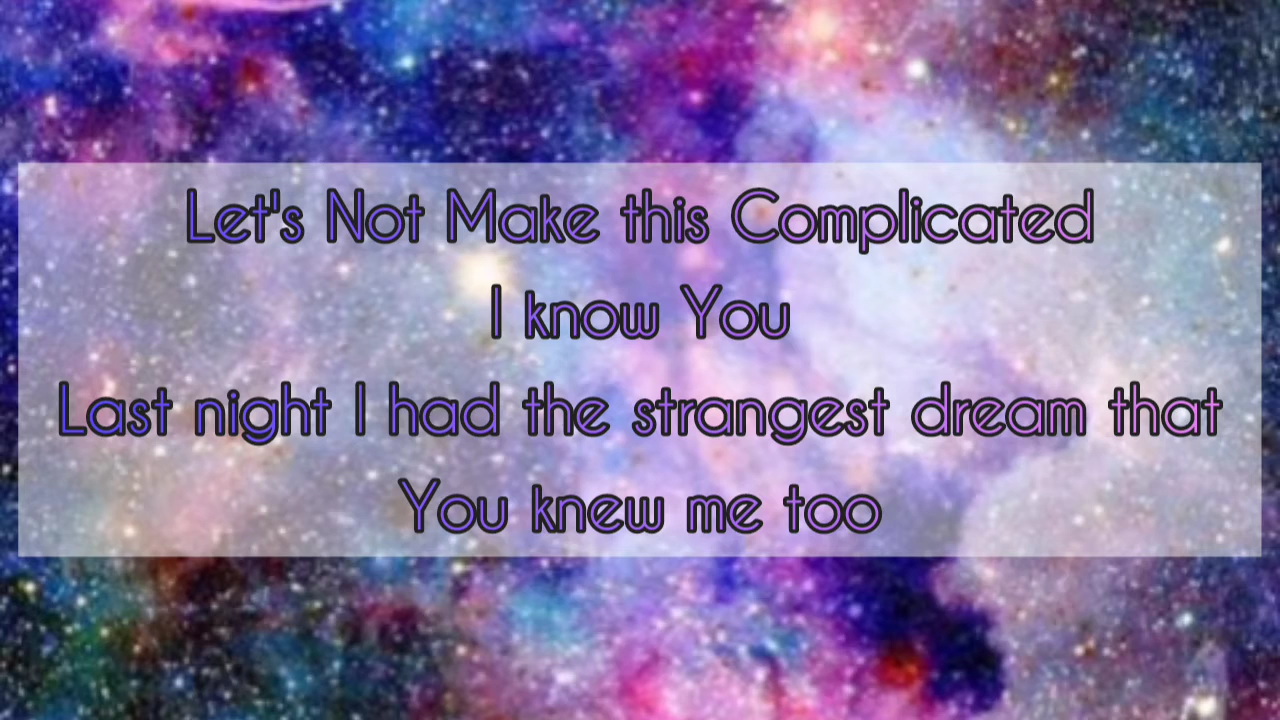 Let's Not Make this Complicated
I know You
Last night I had the strangest dream that
You knew me too